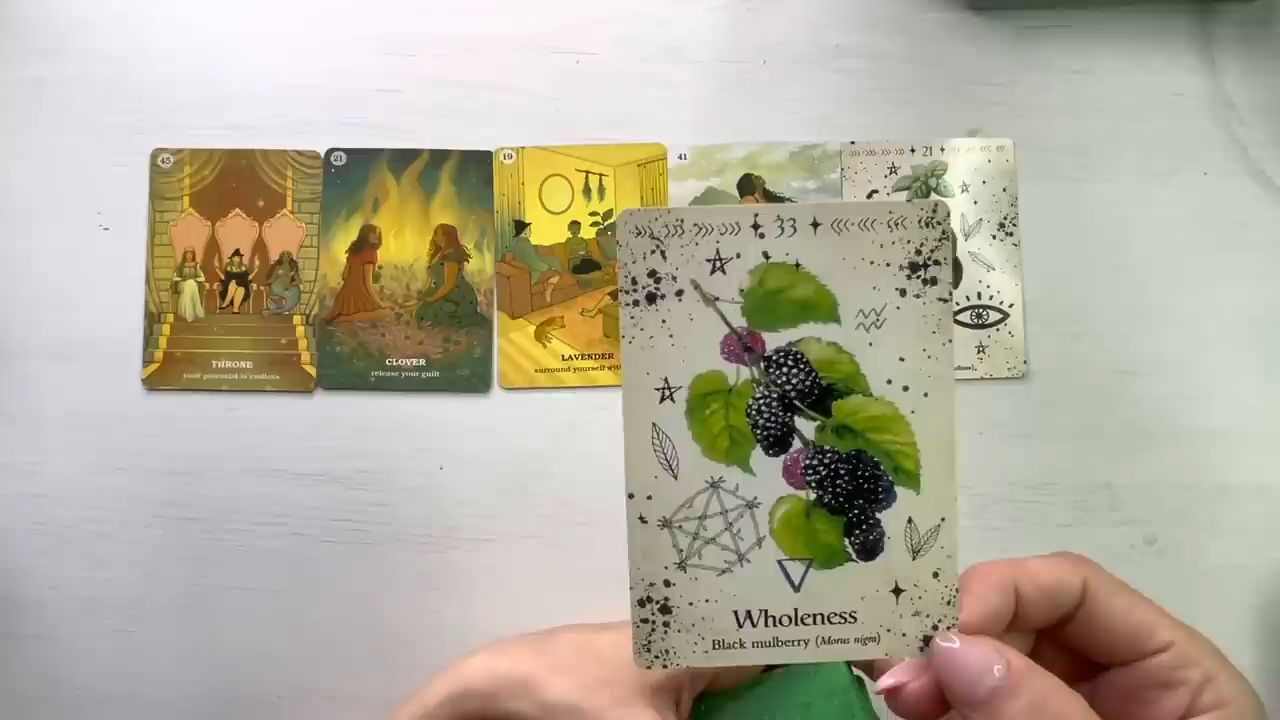 45
THRONE
your potential is endless
21
CLOVER
release your guilt
19
LAVENDER
surround yourself
41
21
33
Wholeness
Black mulberry (Morus nigra)